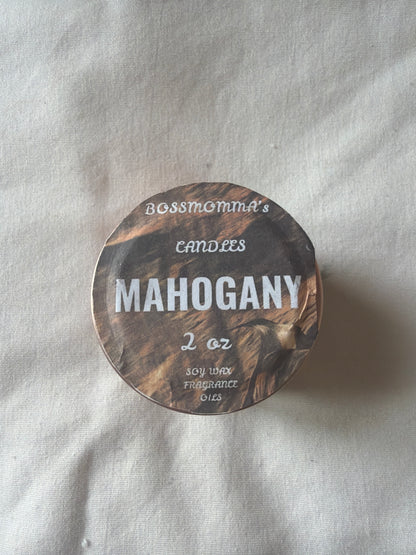 BOSSMOMMA's
CANDLES
MAHOGANY
2 oz
SOY WAX
FRAGRANCE
OILS